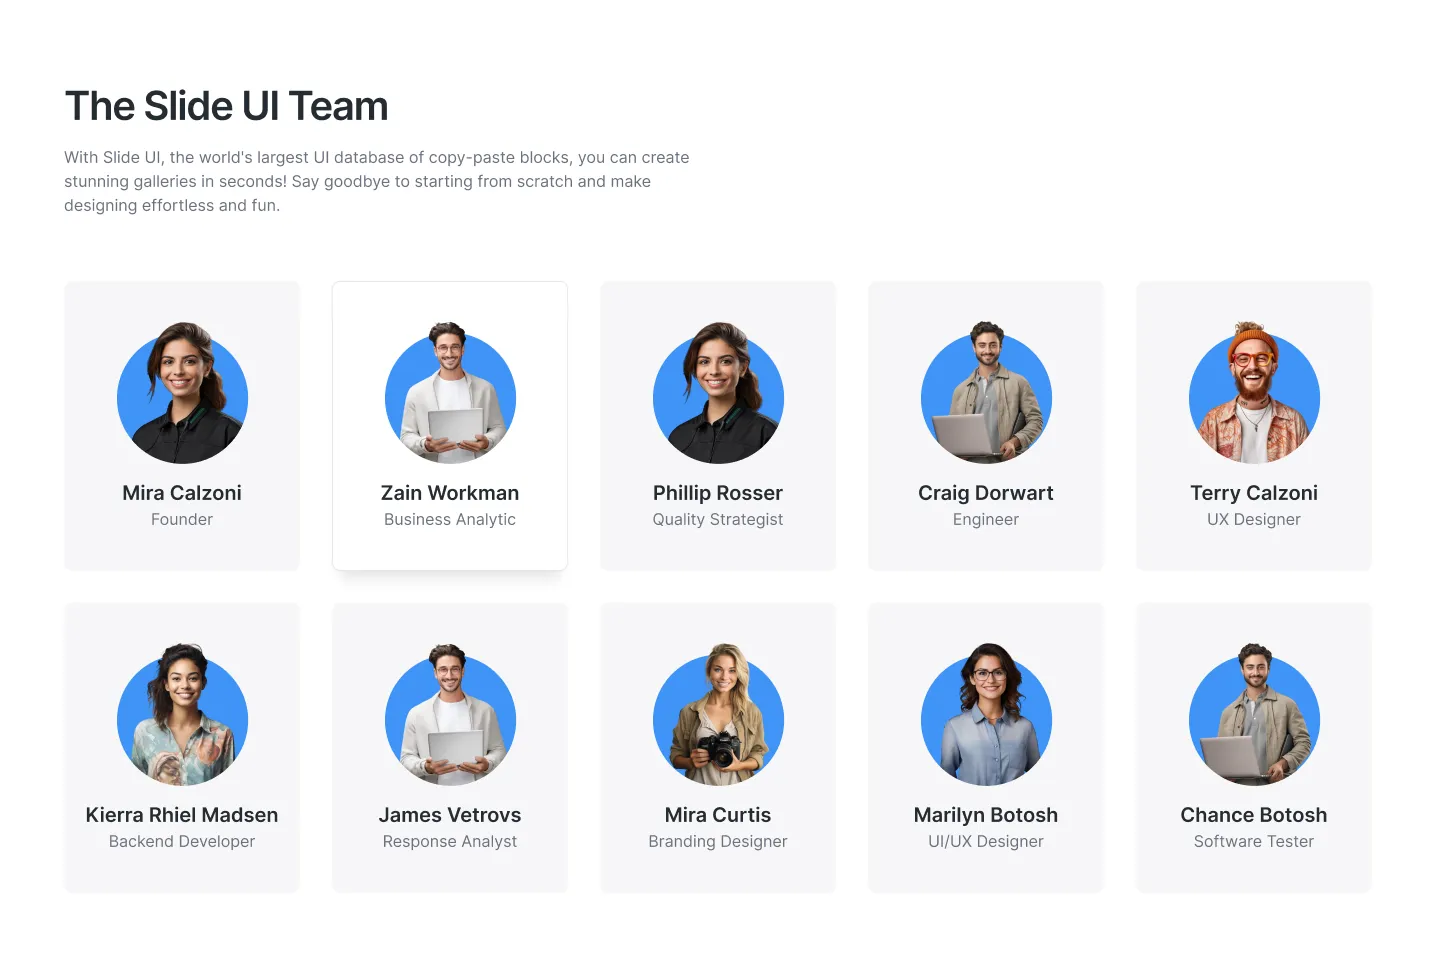 The Slide UI Team
With Slide UI, the world's largest UI database of copy-paste blocks, you can create
stunning galleries in seconds! Say goodbye to starting from scratch and make
designing effortless and fun.
Mira Calzoni
Founder
Zain Workman
Business Analytic
Phillip Rosser
Quality Strategist
Craig Dorwart
Engineer
Terry Calzoni
UX Designer
Kierra Rhiel Madsen
Backend Developer
James Vetrovs
Response Analyst
Mira Curtis
Branding Designer
Marilyn Botosh
UI/UX Designer
Chance Botosh
Software Tester